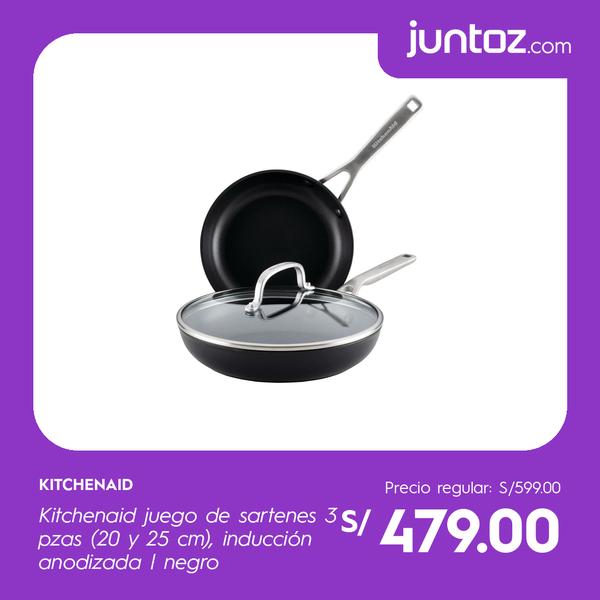 juntoz.com
KitchenAid
KITCHENAID
Precio regular: S/599.00
Kitchenaid juego de sartenes 3
pzas (20 y 25 cm), inducción
anodizada | negro
S/ 479.00